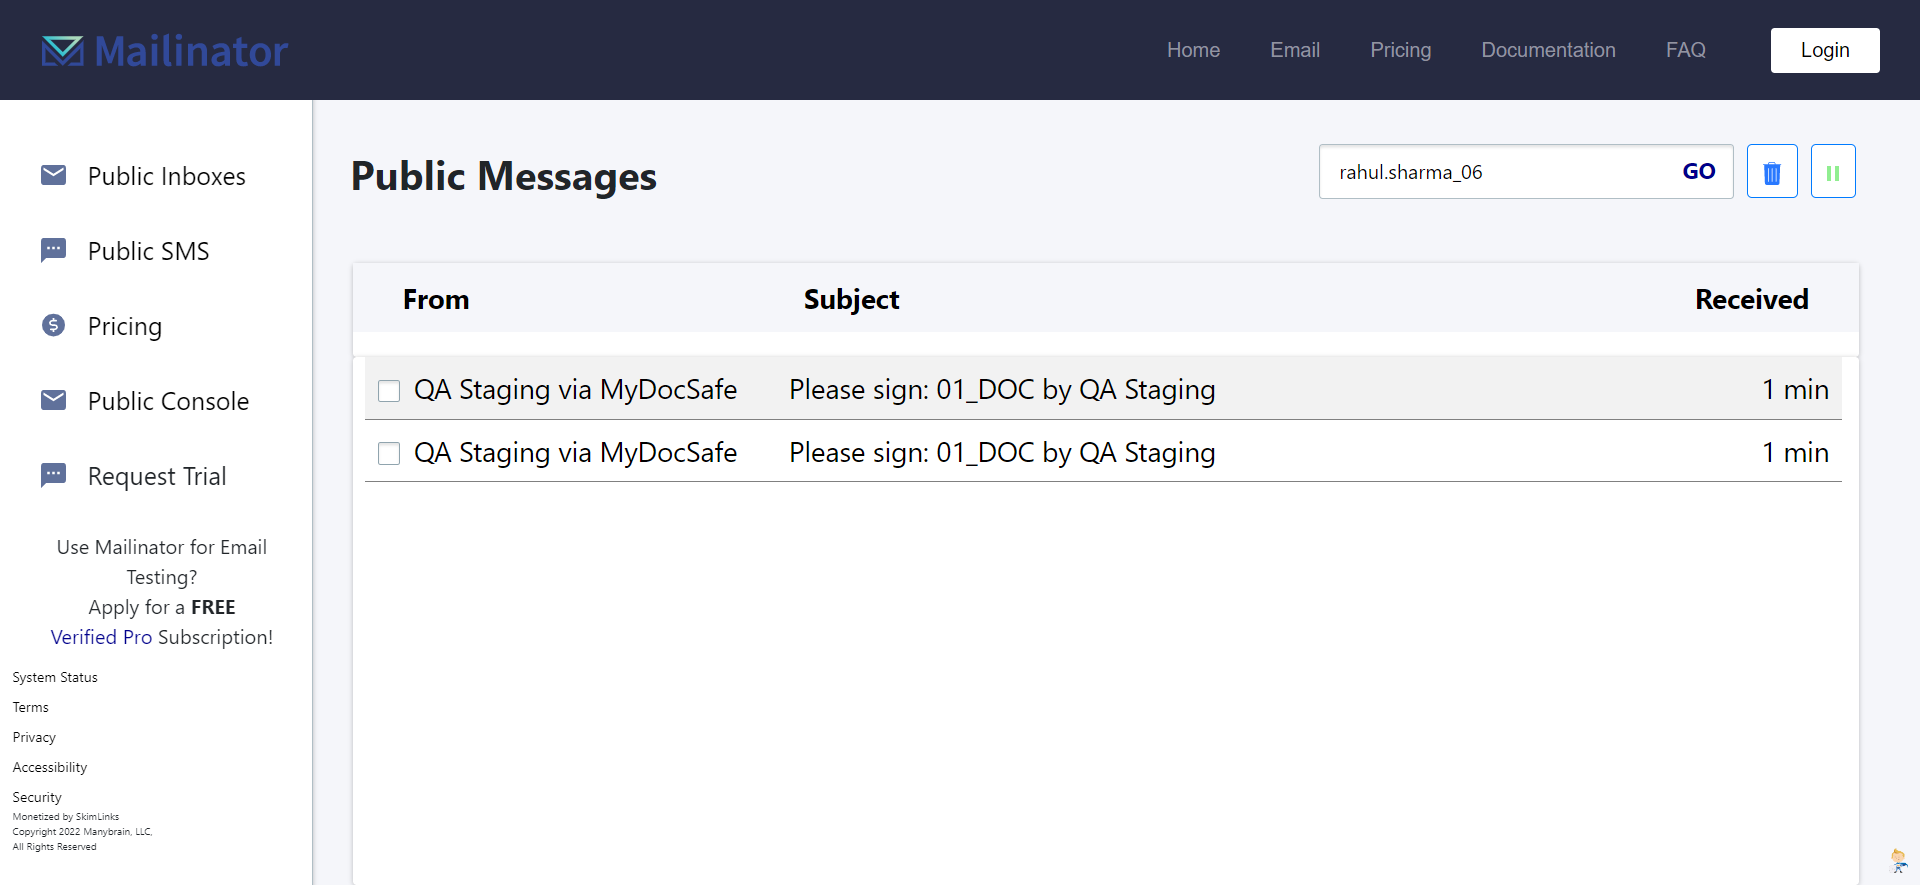 Mailinator
Home Email Pricing Documentation FAQ Login
Public Inboxes
Public SMS
Pricing
Public Console
Request Trial
Use Mailinator for Email
Testing?
Apply for a FREE
Verified Pro Subscription!
System Status
Terms
Privacy
Accessibility
Security
Monetized by SkimLinks
Copyright 2022 Manybrain, LLC,
All Rights Reserved
Public Messages
rahul.sharma_06 GO
From Subject Received
QA Staging via MyDocSafe Please sign: 01_DOC by QA Staging 1 min
QA Staging via MyDocSafe Please sign: 01_DOC by QA Staging 1 min